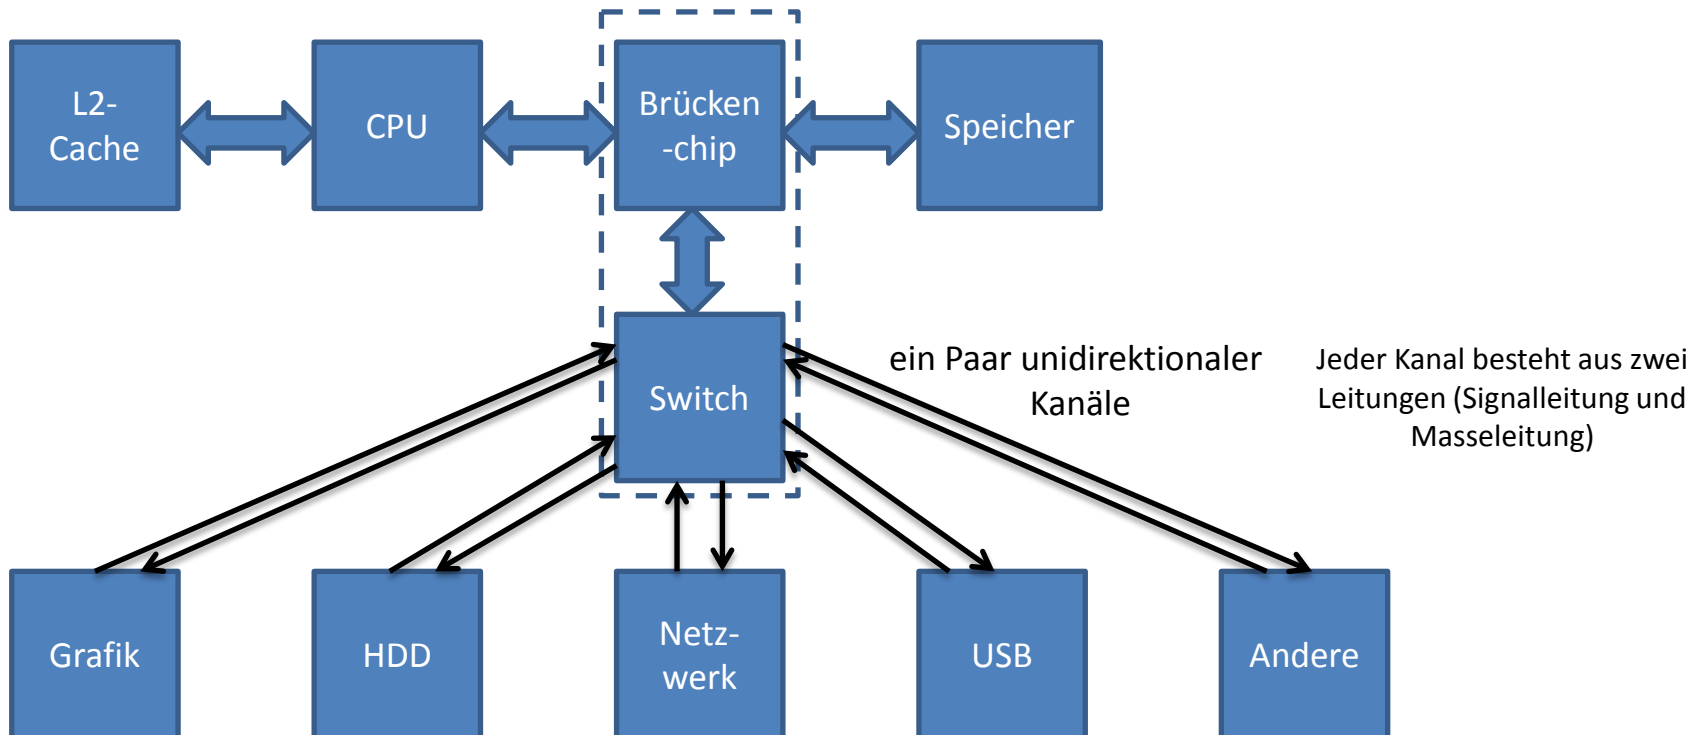 L2-
Cache
CPU
Brücken
-chip
Speicher
Switch
ein Paar unidirektionaler
Kanäle
Jeder Kanal besteht aus zwei
Leitungen (Signalleitung und
Masseleitung)
Grafik
HDD
Netz-
werk
USB
Andere